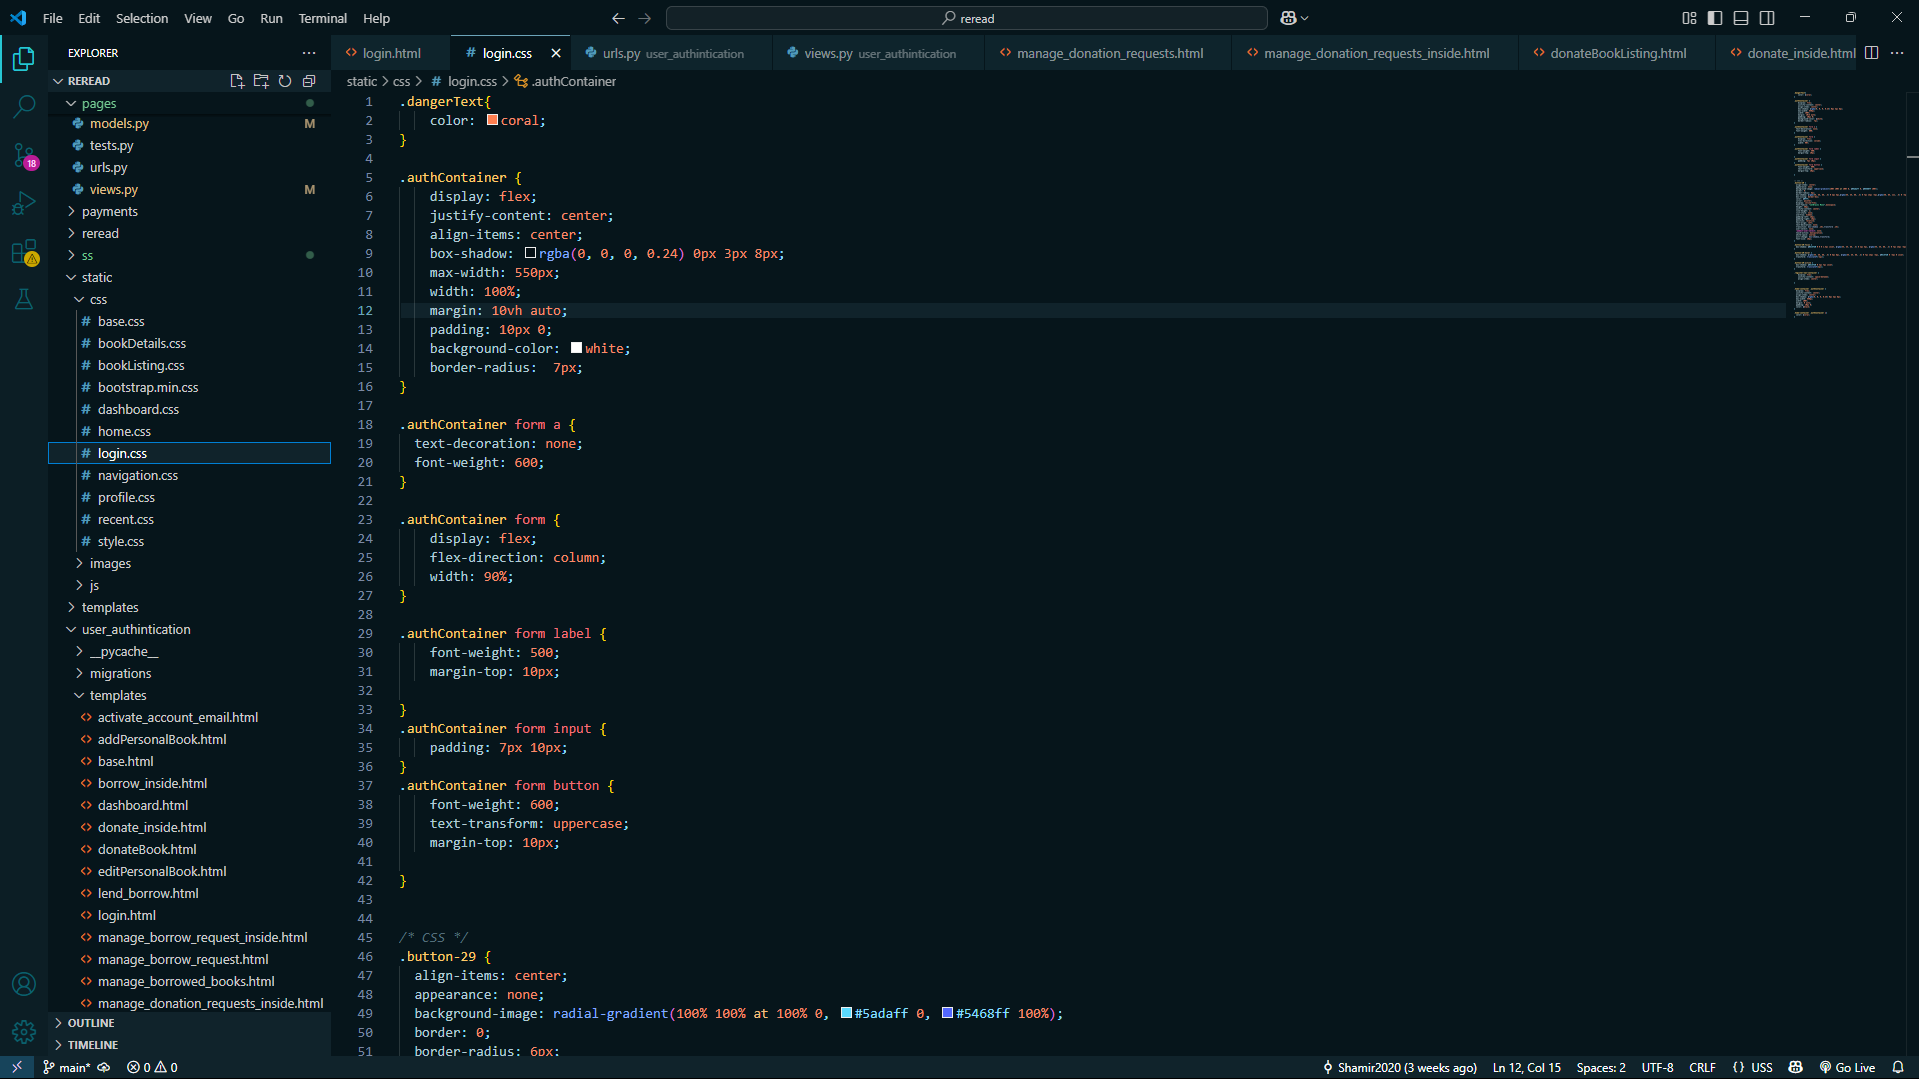 File Edit Selection View Go Run Terminal Help
reread
EXPLORER
login.html
login.css
urls.py user_authintication
views.py user_authintication
manage_donation_requests.html
manage_donation_requests_inside.html
donateBookListing.html
donate_inside.html
REREAD
pages
models.py M
tests.py
urls.py
views.py M
payments
reread
ss
static
css
base.css
bookDetails.css
bookListing.css
bootstrap.min.css
dashboard.css
home.css
login.css
navigation.css
profile.css
recent.css
style.css
images
js
templates
user_authintication
__pycache__
migrations
templates
activate_account_email.html
addPersonalBook.html
base.html
borrow_inside.html
dashboard.html
donate_inside.html
donateBook.html
editPersonalBook.html
lend_borrow.html
login.html
manage_borrow_request_inside.html
manage_borrow_request.html
manage_borrowed_books.html
manage_donation_requests_inside.html
OUTLINE
TIMELINE
18
static > css > # login.css > .authContainer
1 .dangerText{
2 color: coral;
3 }
4
5 .authContainer {
6 display: flex;
7 justify-content: center;
8 align-items: center;
9 box-shadow: rgba(0, 0, 0, 0.24) 0px 3px 8px;
10 max-width: 550px;
11 width: 100%;
12 margin: 10vh auto;
13 padding: 10px 0;
14 background-color: white;
15 border-radius:  7px;
16 }
17
18 .authContainer form a {
19 text-decoration: none;
20 font-weight: 600;
21 }
22
23 .authContainer form {
24 display: flex;
25 flex-direction: column;
26 width: 90%;
27 }
28
29 .authContainer form label {
30 font-weight: 500;
31 margin-top: 10px;
32
33 }
34 .authContainer form input {
35 padding: 7px 10px;
36 }
37 .authContainer form button {
38 font-weight: 600;
39 text-transform: uppercase;
40 margin-top: 10px;
41
42 }
43
44
45 /* CSS */
46 .button-29 {
47 align-items: center;
48 appearance: none;
49 background-image: radial-gradient(100% 100% at 100% 0, #5adaff 0, #5468ff 100%);
50 border: 0;
51 border-radius: 6px;
main* 0 0 Shamir2020 (3 weeks ago) Ln 12, Col 15 Spaces: 2 UTF-8 CRLF {} USS Go Live